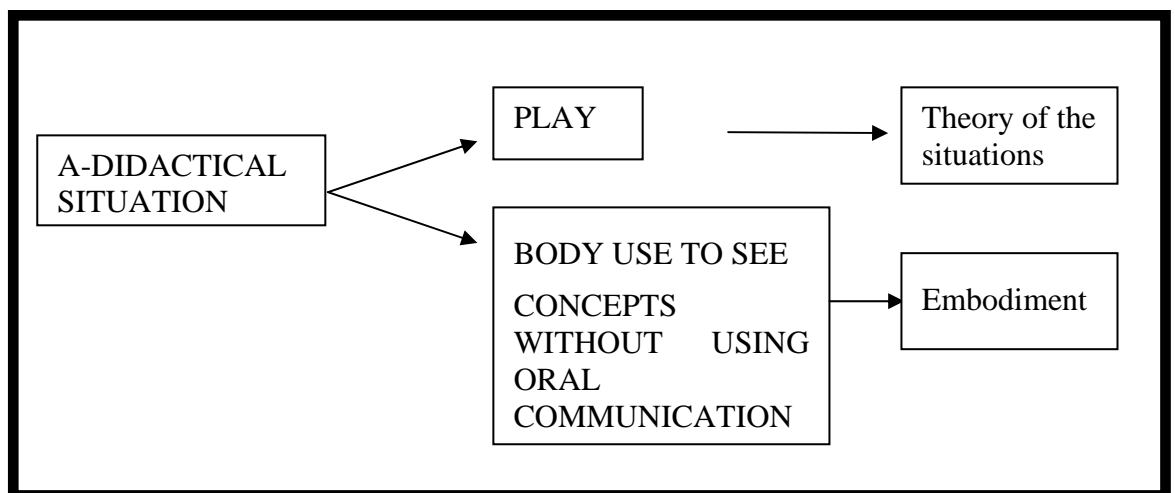 A-DIDACTICAL
SITUATION
PLAY
Theory of the
situations
BODY USE TO SEE
CONCEPTS
WITHOUT USING
ORAL
COMMUNICATION
Embodiment